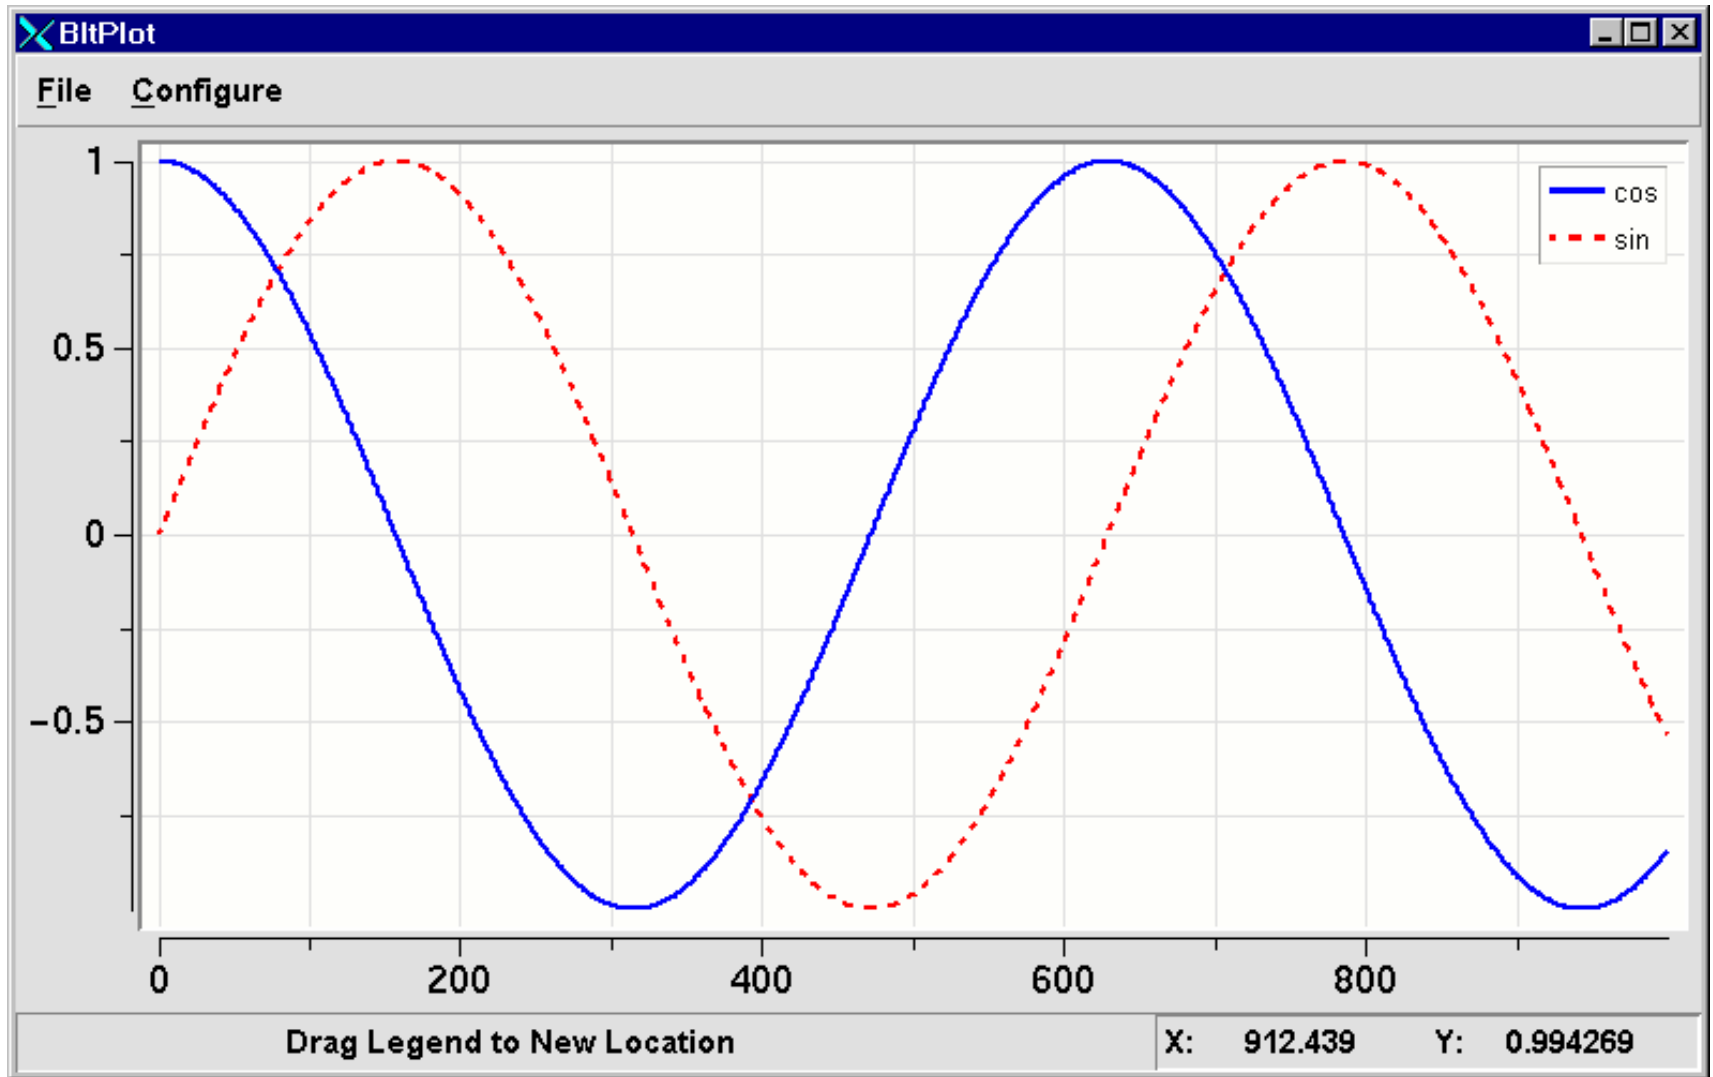 BltPlot
File Configure
1
cos
sin
0.5
0
−0.5
0 200 400 600 800
Drag Legend to New Location X: 912.439 Y: 0.994269